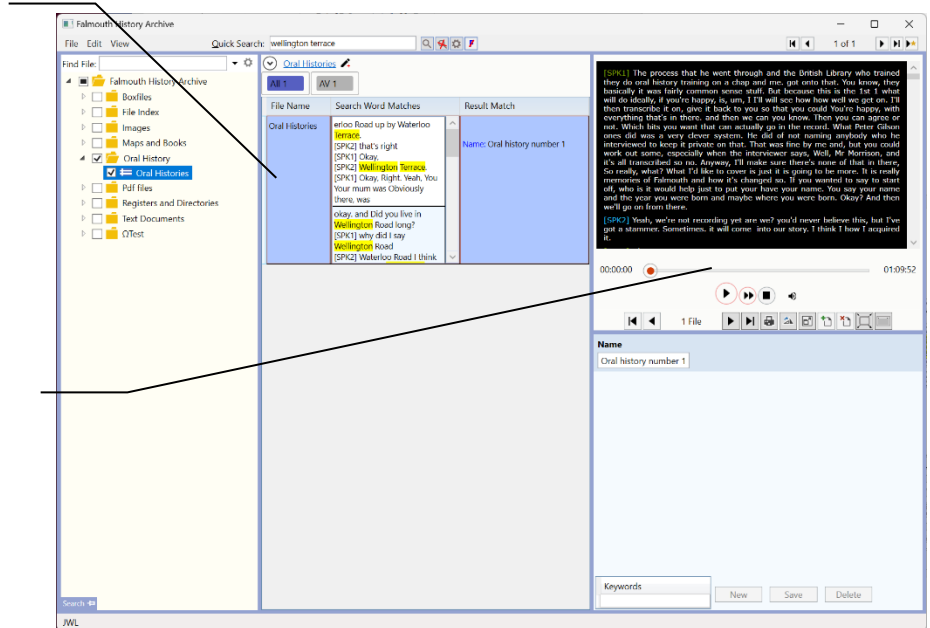 Falmouth History Archive
File Edit View
Quick Search: wellington terrace
1 of 1
Find File:
Falmouth History Archive
Boxfiles
File Index
Images
Maps and Books
Oral History
Oral Histories
Pdf files
Registers and Directories
Text Documents
ΩTest
Search
JWL
Oral Histories
All 1
AV 1
File Name Search Word Matches Result Match
Oral Histories
erloo Road up by Waterloo
Terrace.
[SPK2] that's right
[SPK1] Okay,
[SPK2] Wellington Terrace.
[SPK1] Okay, Right. Yeah, You
Your mum was Obviously
there, was
okay, and Did you live in
Wellington Road long?
[SPK1] why did I say
Wellington Road
[SPK2] Waterloo Road I think
Name: Oral history number 1
[SPK1] The process that he went through and the British Library who trained
they do oral history training on a chap and me. got onto that. You know, they
basically it was fairly common sense stuff. But because this is the 1st 1 what
will do ideally, if you're happy, is, um, 1 I'll will see how how well we get on. I'll
then transcribe it on, give it back to you so that you could You're happy, with
everything that's in there. and then we can you know. Then you can agree or
not. Which bits you want that can actually go in the record. What Peter Gilson
ones did was a very clever system. He did of not naming anybody who he
interviewed to keep it private on that. That was fine by me and, but you could
work out some, especially when the interviewer says, Well, Mr Morrison, and
it's all transcribed so no. Anyway, I'll make sure there's none of that in there,
So really, what? What I'd like to cover is just it is going to be more. It is really
memories of Falmouth and how it's changed so. If you wanted to say to start
off, who is it would help just to put your have your name. You say your name
and the year you were born and maybe where you were born. Okay? And then
we'll go on from there.
[SPK2] Yeah, we're not recording yet are we? you'd never believe this, but I've
got a stammer. Sometimes. it will come into our story. I think I how I acquired
it.
00:00:00 01:09:52
1 File
Name
Oral history number 1
Keywords
New Save Delete